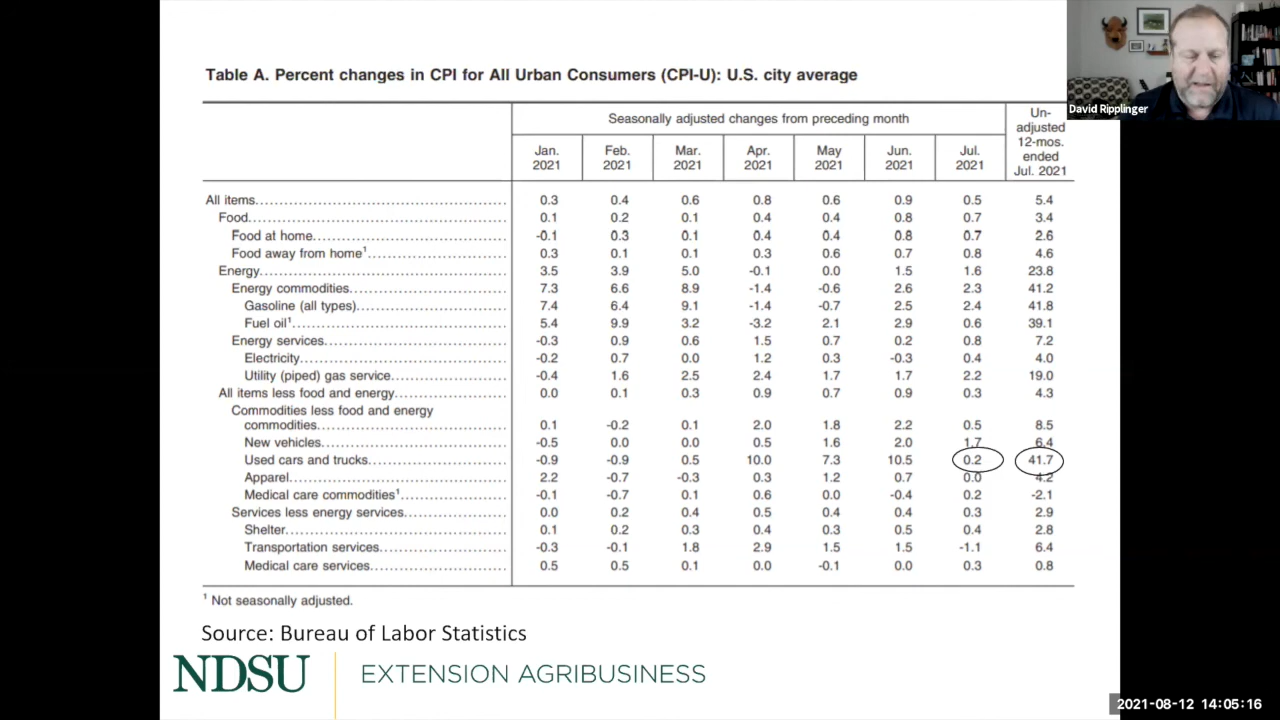 David Ripplinger
Table A. Percent changes in CPI for All Urban Consumers (CPI-U): U.S. city average
Seasonally adjusted changes from preceding month
Un-
adjusted
12-mos.
ended
Jul. 2021
Jan. 2021 Feb. 2021 Mar. 2021 Apr. 2021 May 2021 Jun. 2021 Jul. 2021
All items 0.3 0.4 0.6 0.8 0.6 0.9 0.5 5.4
Food 0.1 0.2 0.1 0.4 0.4 0.8 0.7 3.4
Food at home -0.1 0.3 0.1 0.4 0.4 0.8 0.7 2.6
Food away from home¹ 0.3 0.1 0.1 0.3 0.6 0.7 0.8 4.6
Energy 3.5 3.9 5.0 -0.1 0.0 1.5 1.6 23.8
Energy commodities 7.3 6.6 8.9 -1.4 -0.6 2.6 2.3 41.2
Gasoline (all types) 7.4 6.4 9.1 -1.4 -0.7 2.5 2.4 41.8
Fuel oil¹ 5.4 9.9 3.2 -3.2 2.1 2.9 0.6 39.1
Energy services -0.3 0.9 0.6 1.5 0.7 0.2 0.8 7.2
Electricity -0.2 0.7 0.0 1.2 0.3 -0.3 0.4 4.0
Utility (piped) gas service -0.4 1.6 2.5 2.4 1.7 1.7 2.2 19.0
All items less food and energy 0.0 0.1 0.3 0.9 0.7 0.9 0.3 4.3
Commodities less food and energy
commodities 0.1 -0.2 0.1 2.0 1.8 2.2 0.5 8.5
New vehicles -0.5 0.0 0.0 0.5 1.6 2.0 1.7 6.4
Used cars and trucks -0.9 -0.9 0.5 10.0 7.3 10.5 0.2 41.7
Apparel 2.2 -0.7 -0.3 0.3 1.2 0.7 0.0 4.2
Medical care commodities¹ -0.1 -0.7 0.1 0.6 0.0 -0.4 0.2 -2.1
Services less energy services 0.0 0.2 0.4 0.5 0.4 0.4 0.3 2.9
Shelter 0.1 0.2 0.3 0.4 0.3 0.5 0.4 2.8
Transportation services -0.3 -0.1 1.8 2.9 1.5 1.5 -1.1 6.4
Medical care services 0.5 0.5 0.1 0.0 -0.1 0.0 0.3 0.8
¹ Not seasonally adjusted.
Source: Bureau of Labor Statistics
NDSU EXTENSION AGRIBUSINESS
2021-08-12 14:05:16